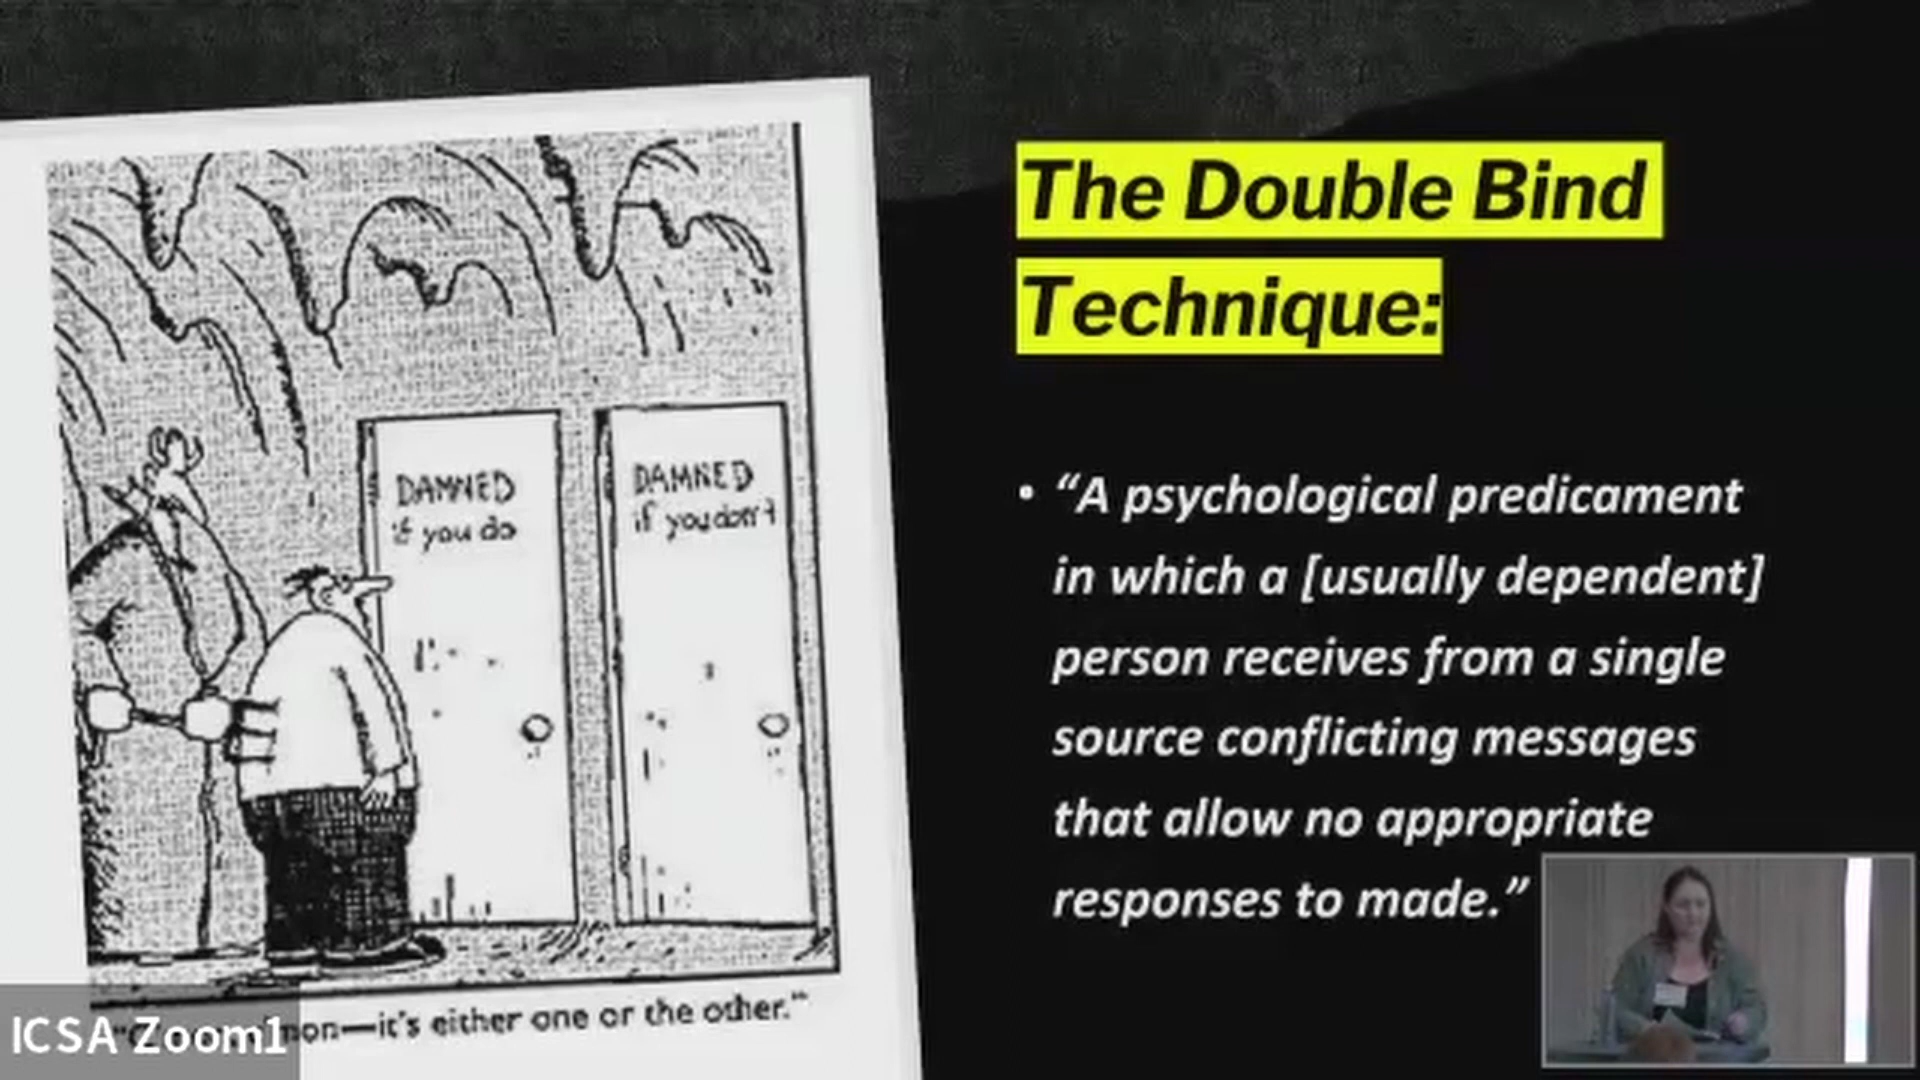 The Double Bind
Technique:
DAMNED
if you do
DAMNED
if you don't
• “A psychological predicament
in which a [usually dependent]
person receives from a single
source conflicting messages
that allow no appropriate
responses to made.”
—it's either one or the other."
ICSA Zoom1